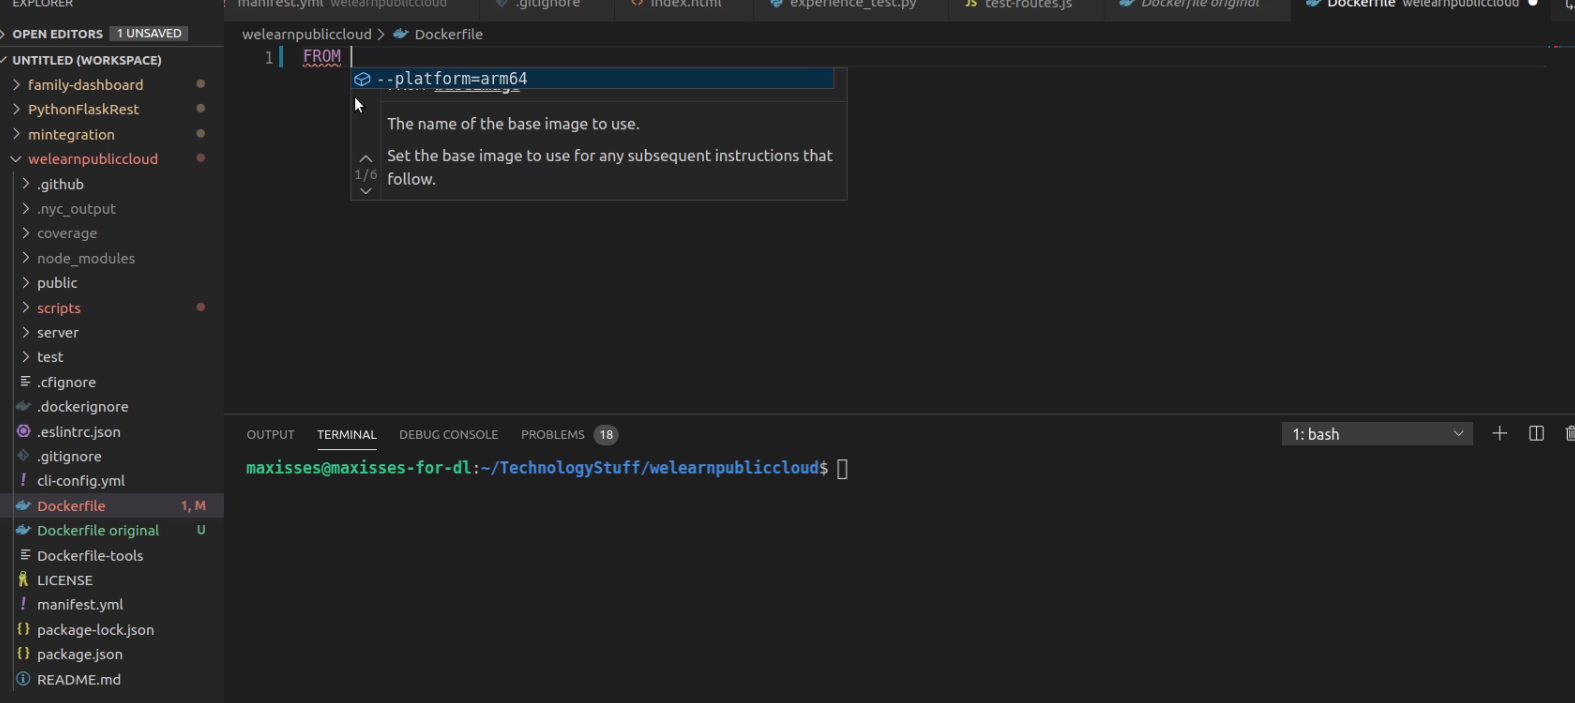 EXPLORER
manifest.yml welearnpubliccloud
.gitignore
index.html
experience_test.py
JS test-routes.js
Dockerfile original
Dockerfile welearnpubliccloud
OPEN EDITORS 1 UNSAVED
welearnpubliccloud > Dockerfile
UNTITLED (WORKSPACE)
1 FROM
--platform=arm64
The name of the base image to use.
Set the base image to use for any subsequent instructions that
follow.
1/6
family-dashboard
PythonFlaskRest
mintegration
welearnpubliccloud
.github
.nyc_output
coverage
node_modules
public
scripts
server
test
.cfignore
.dockerignore
.eslintrc.json
.gitignore
! cli-config.yml
Dockerfile 1, M
Dockerfile original U
Dockerfile-tools
LICENSE
! manifest.yml
{} package-lock.json
{} package.json
README.md
OUTPUT TERMINAL DEBUG CONSOLE PROBLEMS 18
1: bash
maxisses@maxisses-for-dl:~/TechnologyStuff/welearnpubliccloud$